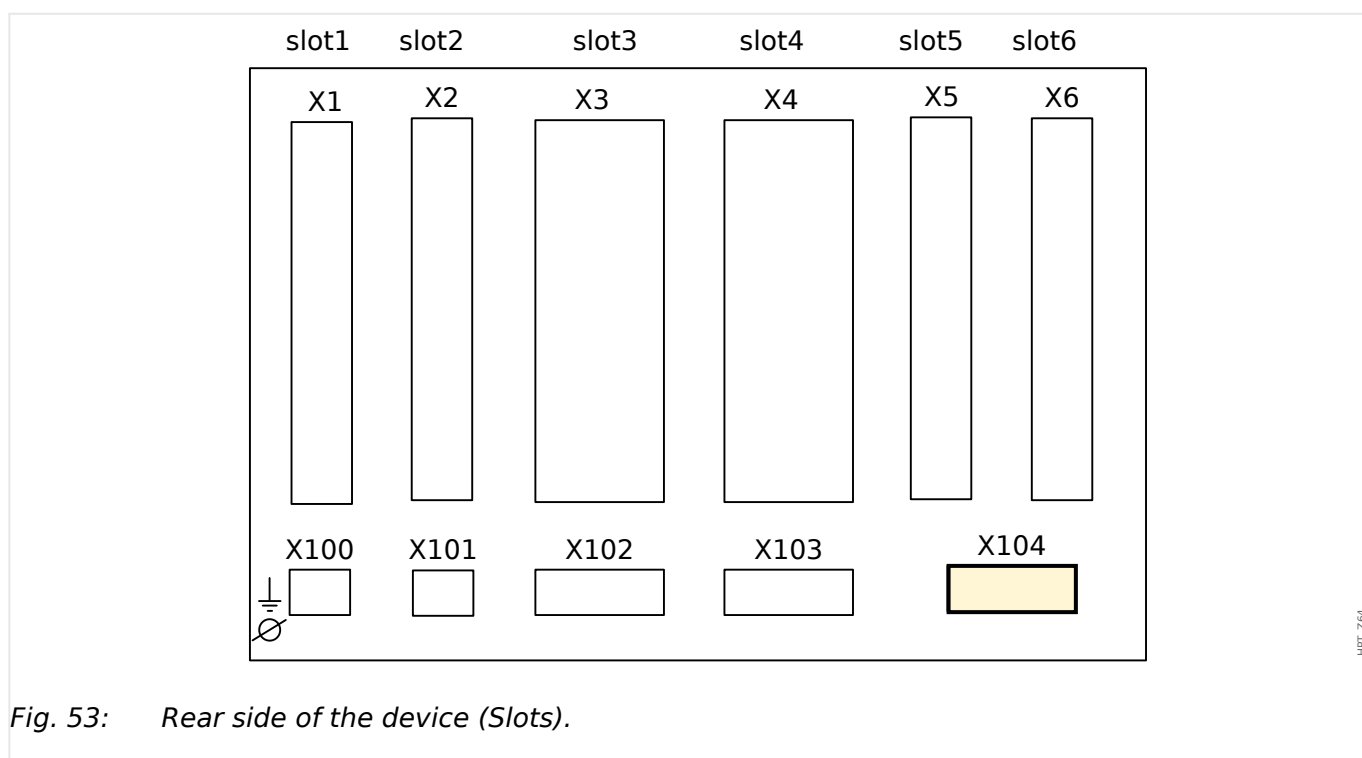 slot1 slot2 slot3 slot4 slot5 slot6
X1 X2 X3 X4 X5 X6
X100 X101 X102 X103 X104
Fig. 53: Rear side of the device (Slots).